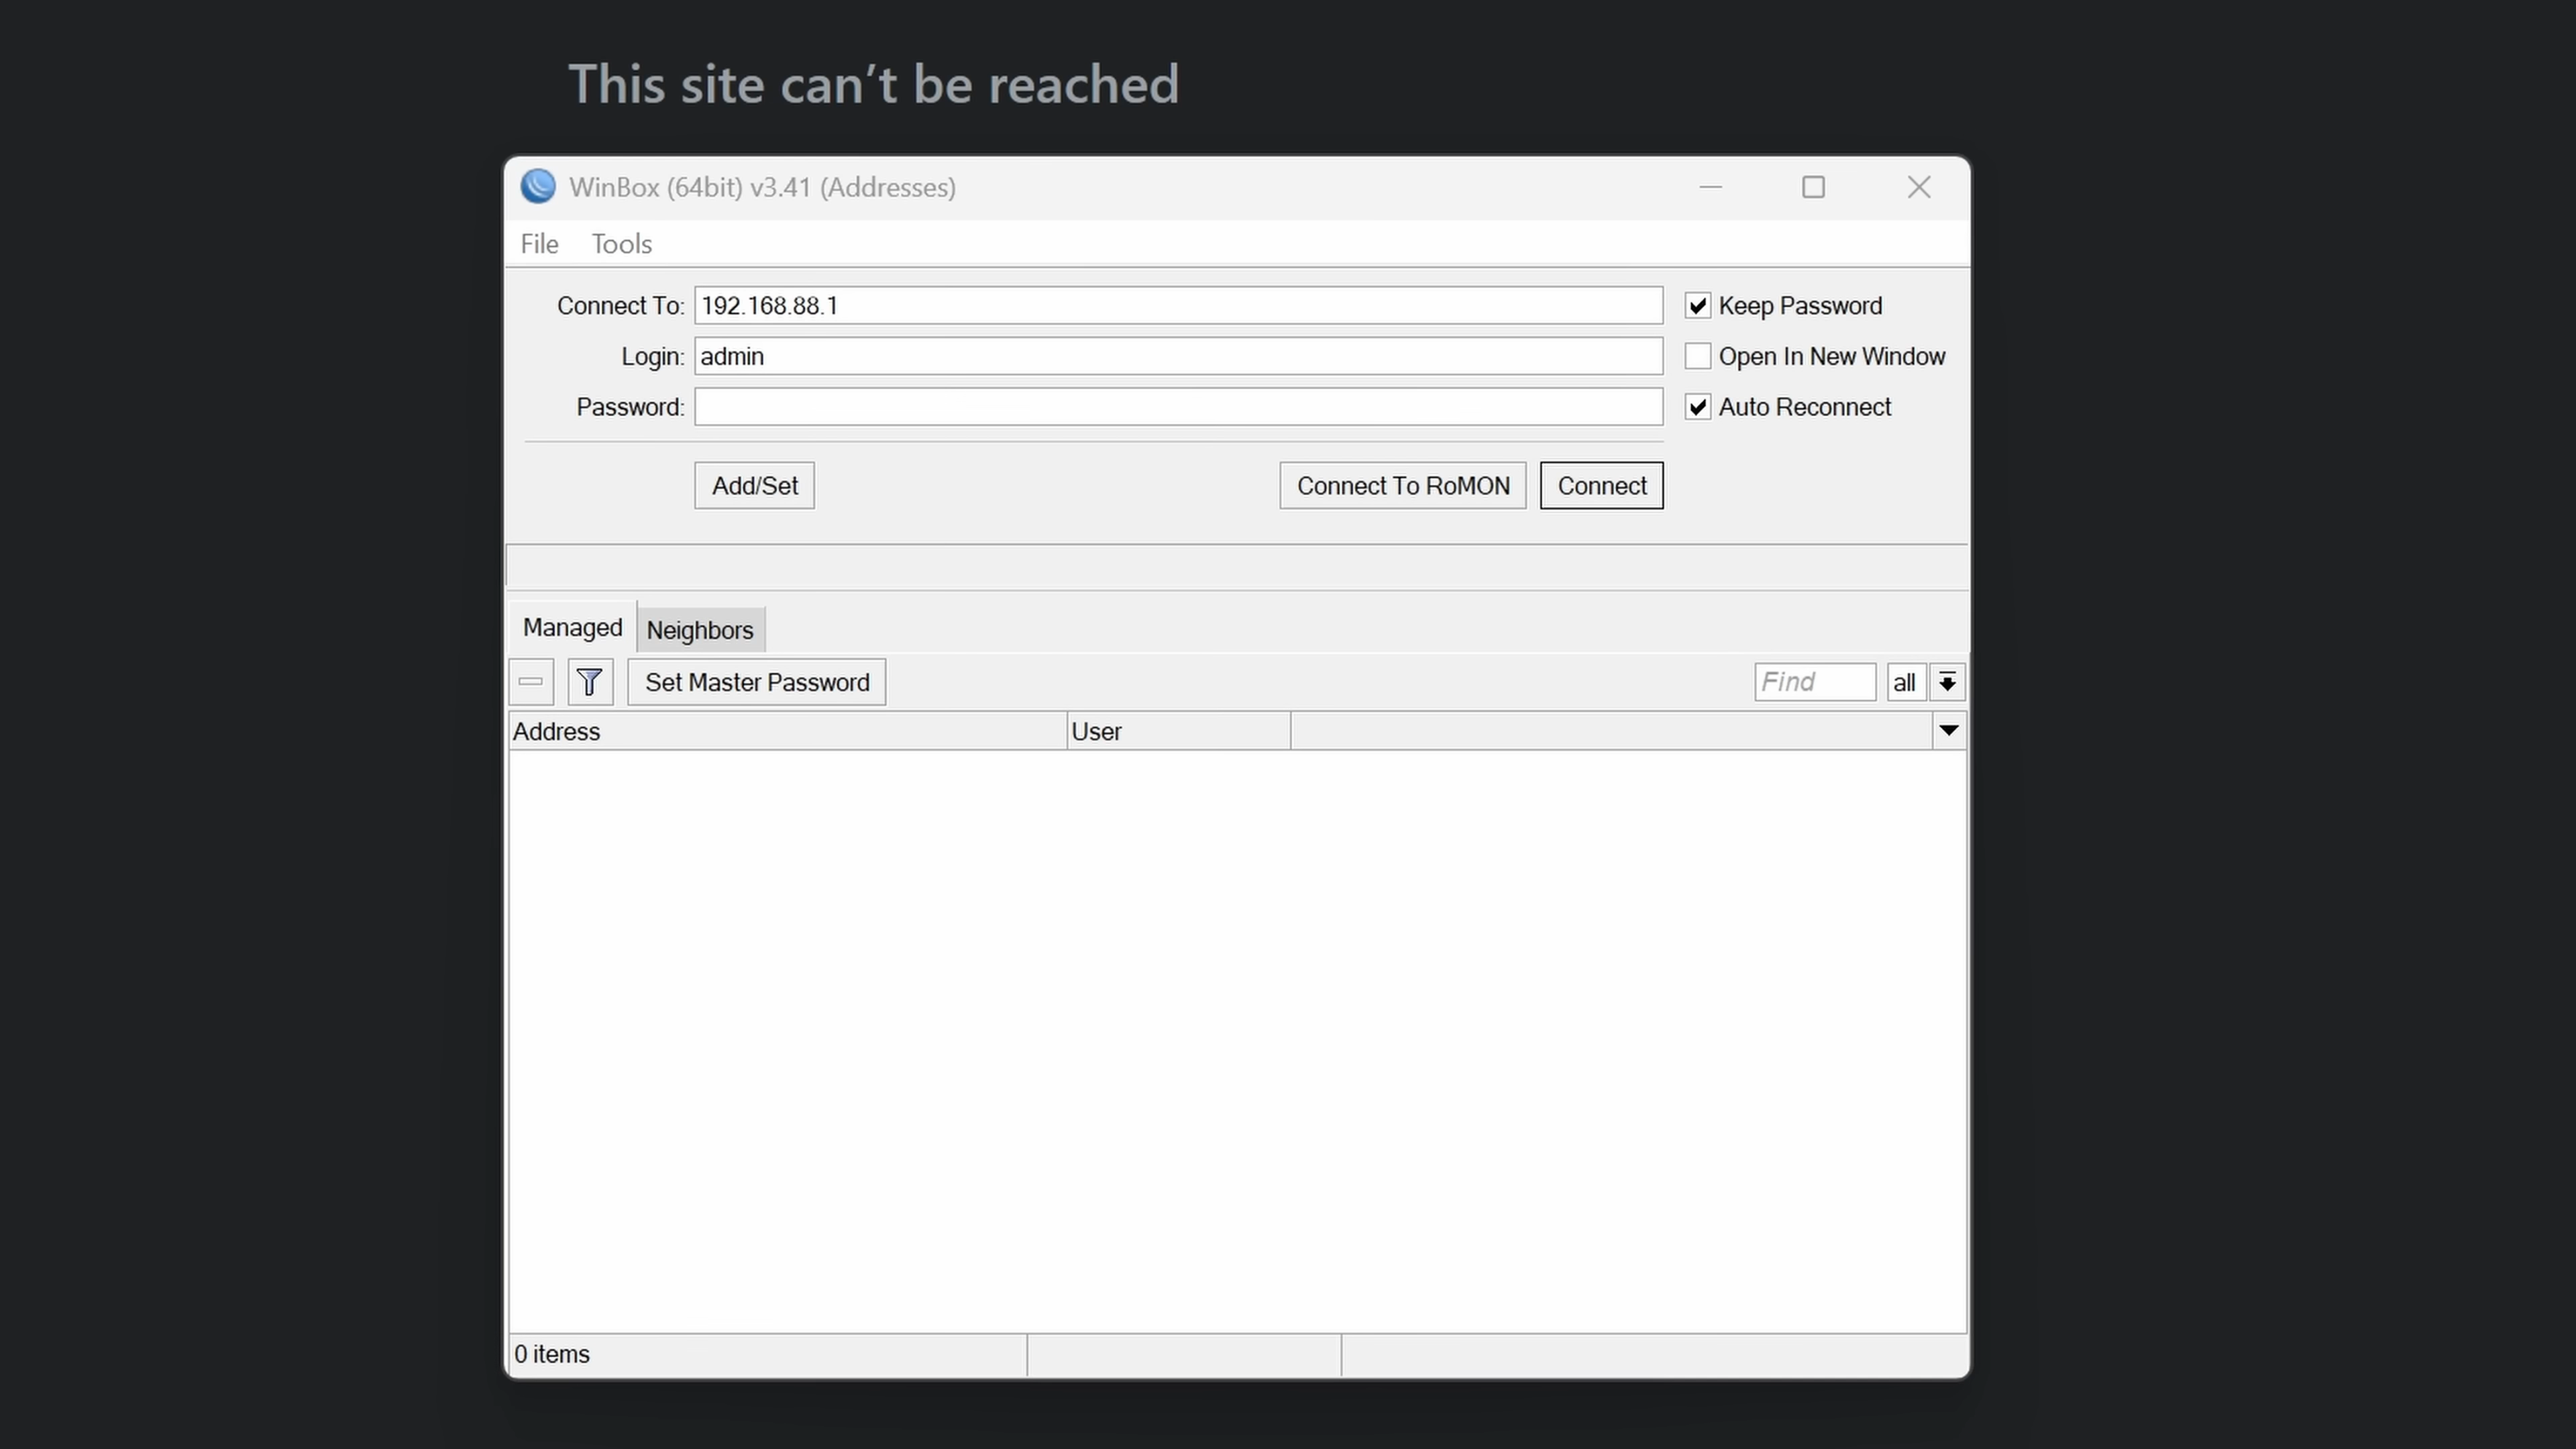 This site can’t be reached
WinBox (64bit) v3.41 (Addresses)
File Tools
Connect To: 192.168.88.1 Keep Password
Login: admin Open In New Window
Password: Auto Reconnect
Add/Set Connect To RoMON Connect
Managed Neighbors
Set Master Password Find all
Address User
0 items